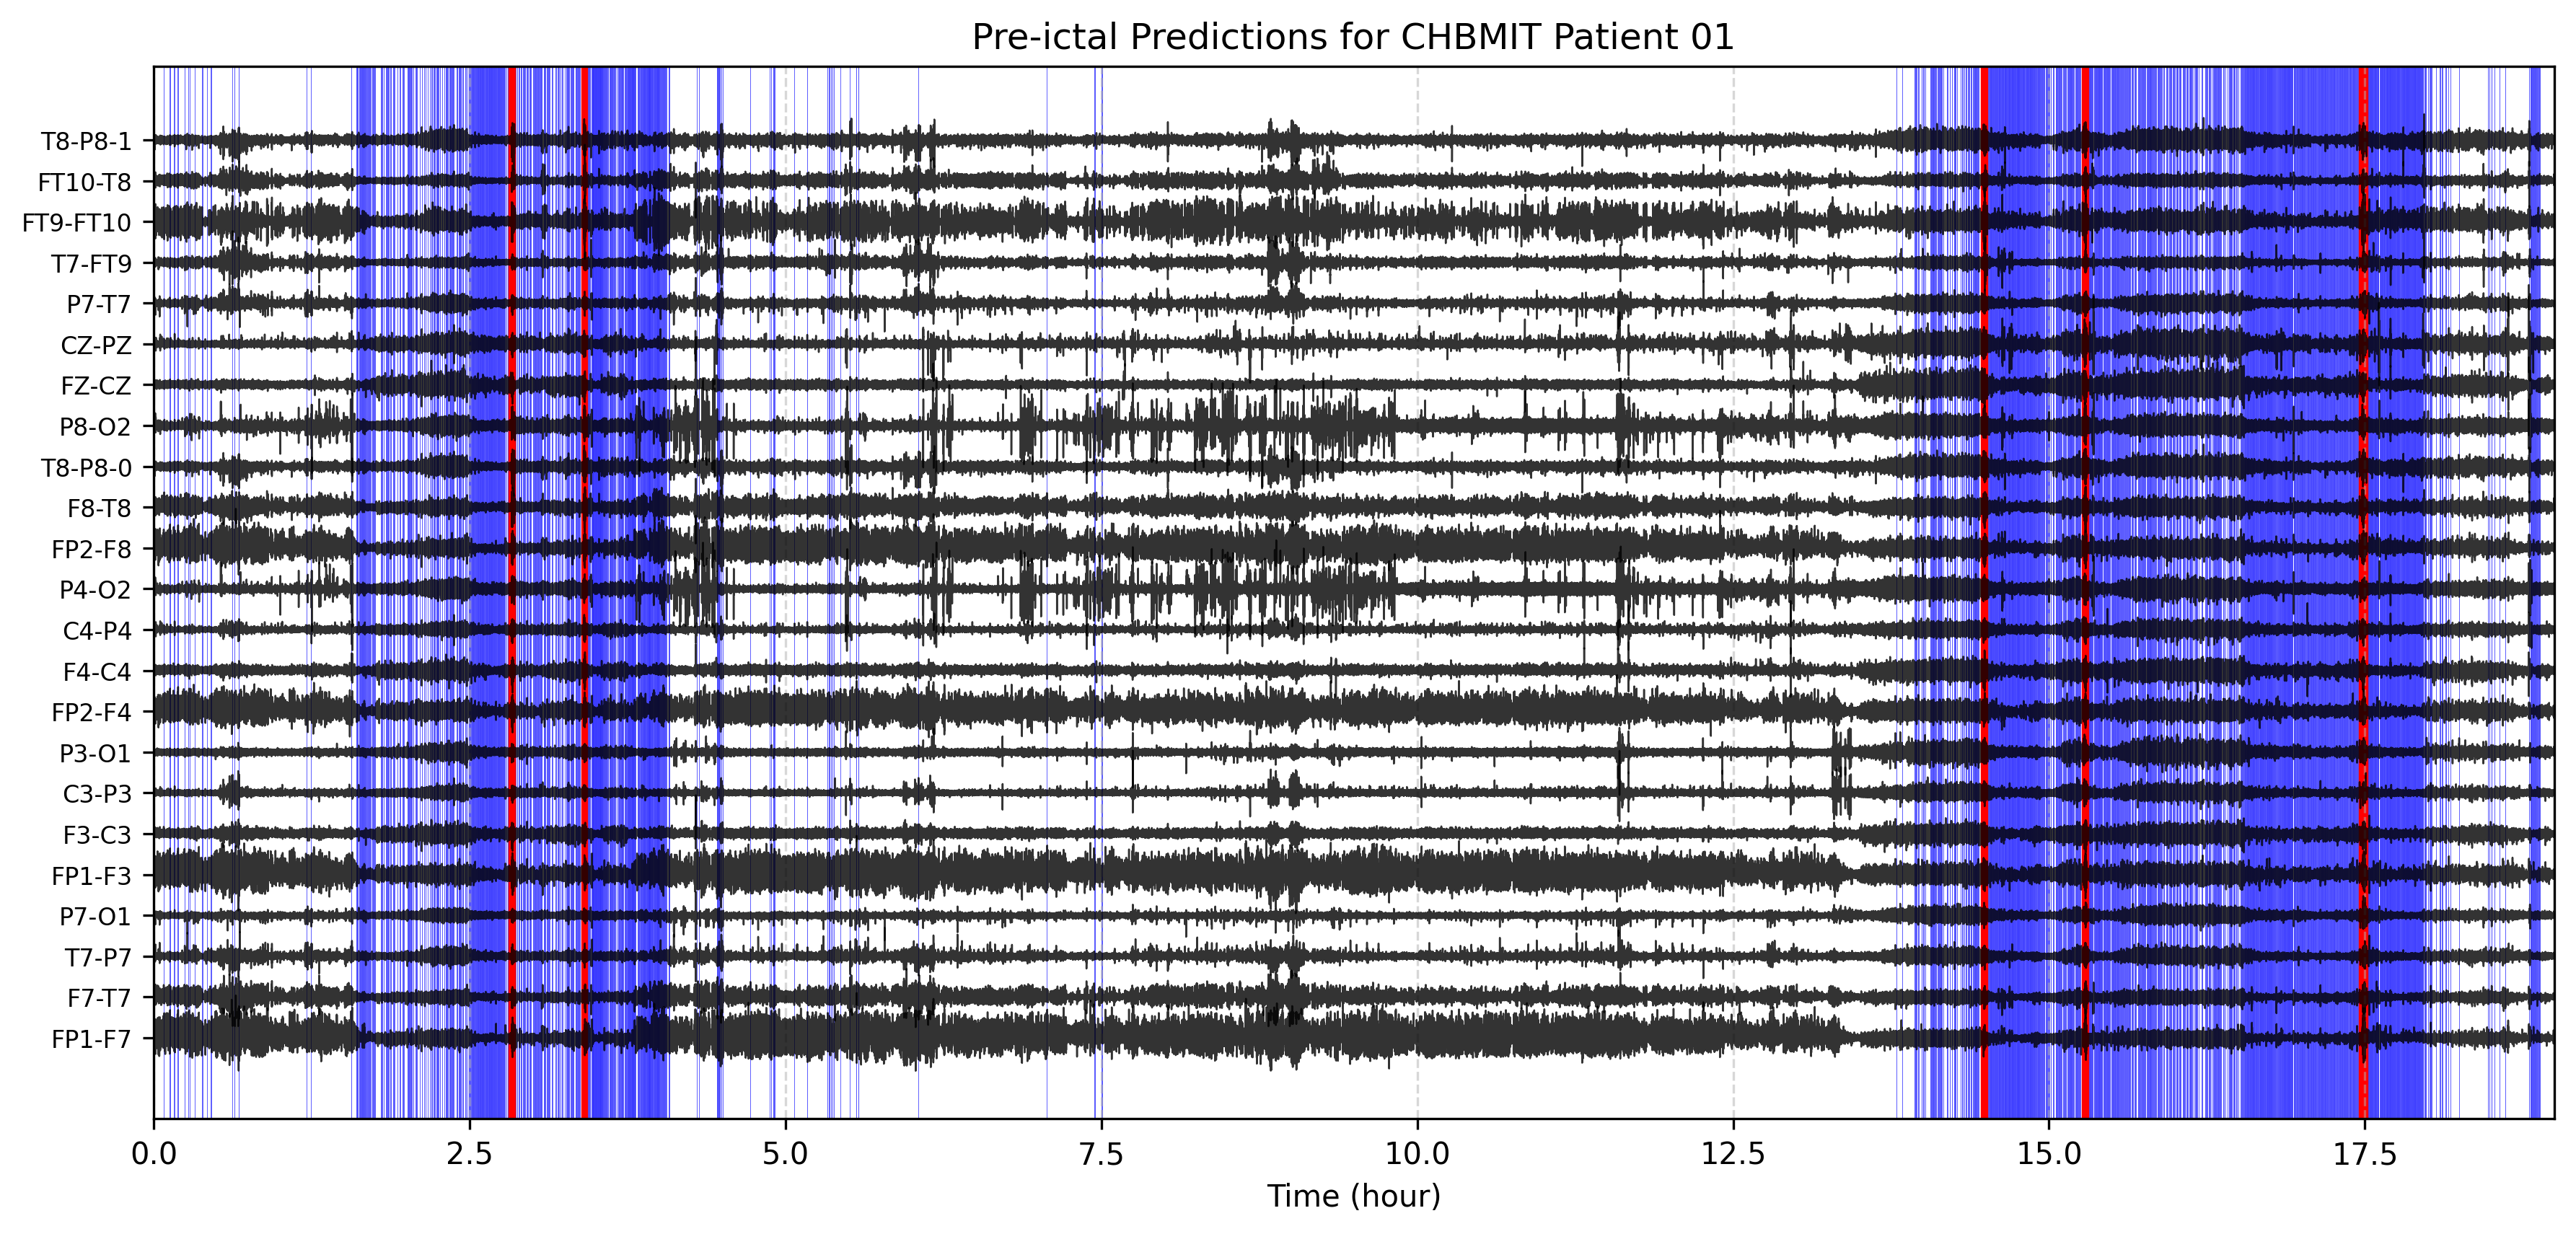 Pre-ictal Predictions for CHBMIT Patient 01
T8-P8-1
FT10-T8
FT9-FT10
T7-FT9
P7-T7
CZ-PZ
FZ-CZ
P8-O2
T8-P8-0
F8-T8
FP2-F8
P4-O2
C4-P4
F4-C4
FP2-F4
P3-O1
C3-P3
F3-C3
FP1-F3
P7-O1
T7-P7
F7-T7
FP1-F7
0.0 2.5 5.0 7.5 10.0 12.5 15.0 17.5
Time (hour)